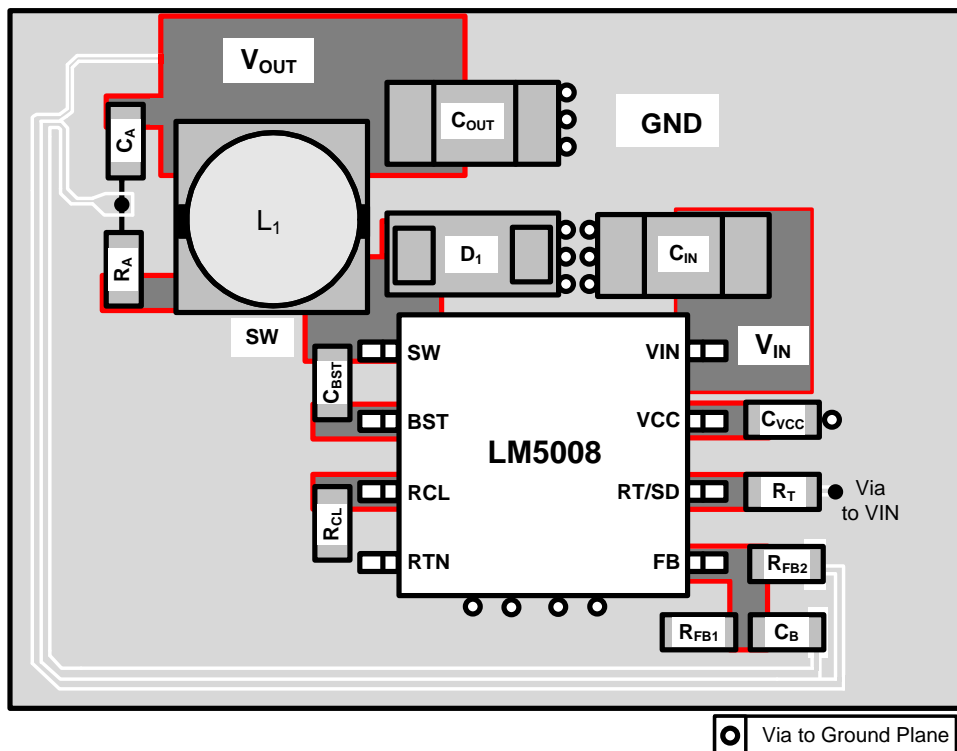 VOUT
COUT
GND
CA
L1
D1
CIN
RA
SW
VIN
CBST
SW
VIN
BST
VCC
CVCC
LM5008
RCL
RT/SD
RT
Via
to VIN
RCL
RTN
FB
RFB2
RFB1
CB
Via to Ground Plane